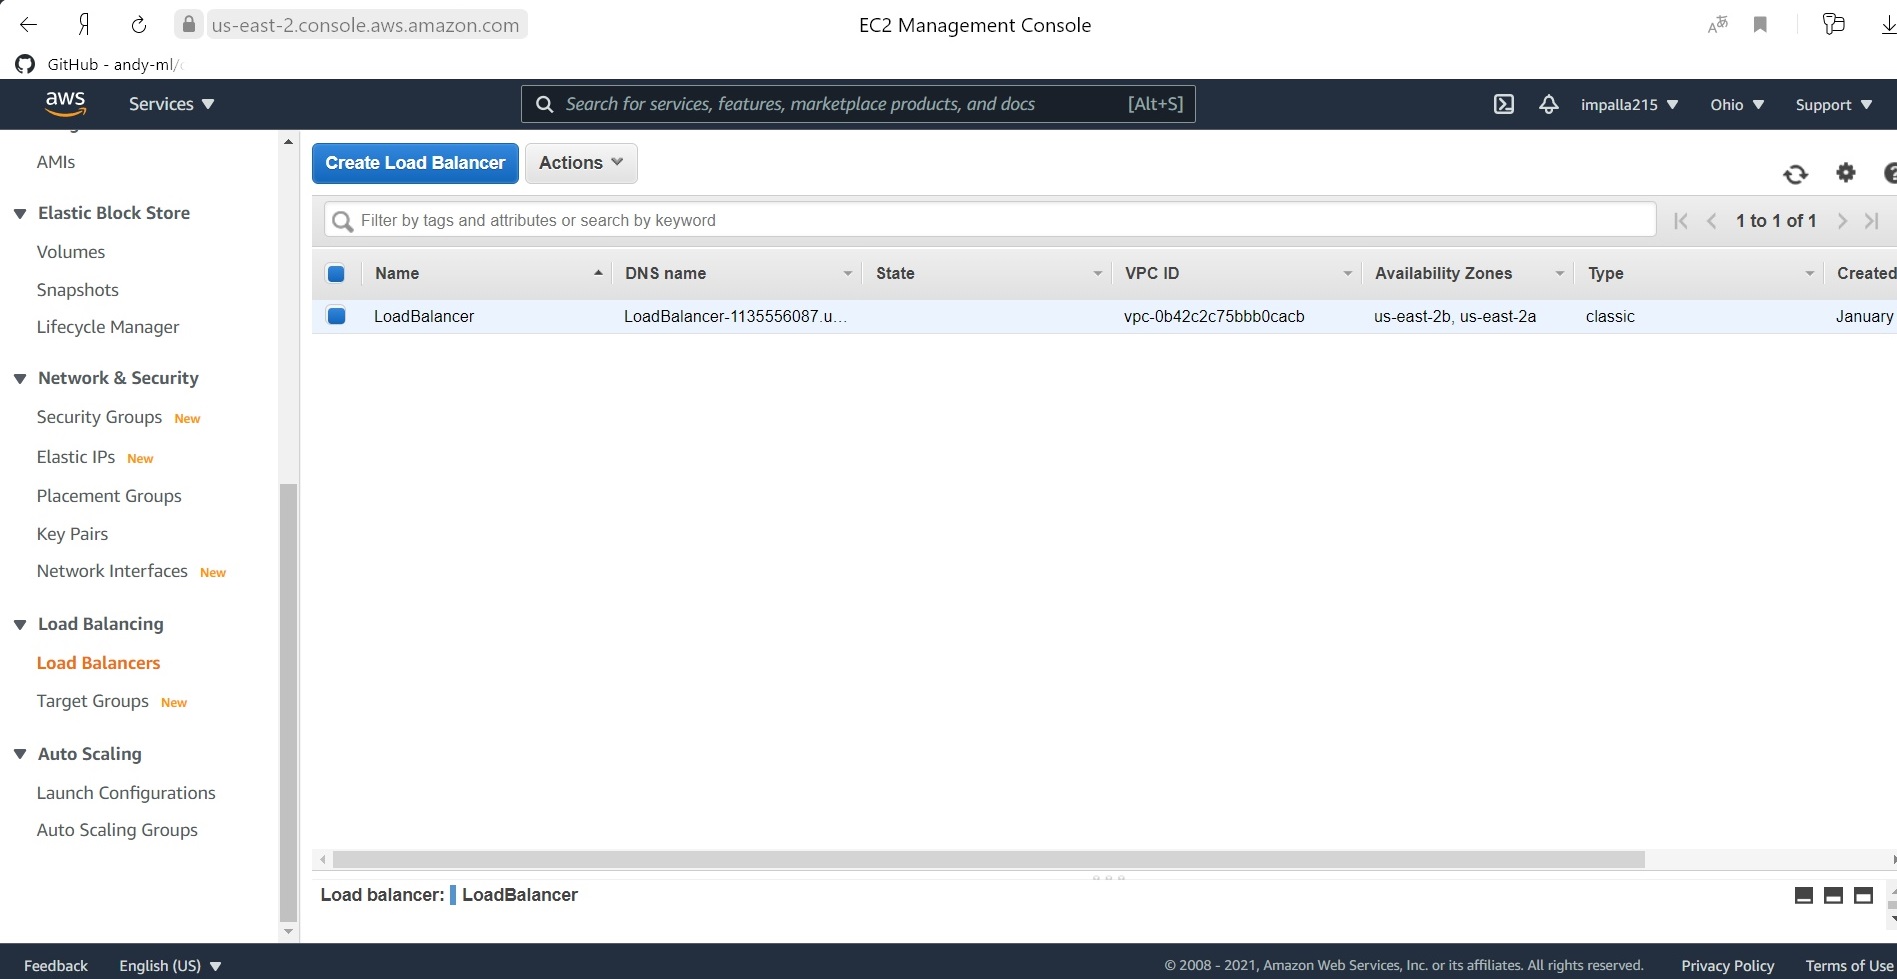 Я us-east-2.console.aws.amazon.com EC2 Management Console
GitHub - andy-ml/
aws Services Search for services, features, marketplace products, and docs [Alt+S] impalla215 Ohio Support
AMIs
Elastic Block Store
Volumes
Snapshots
Lifecycle Manager
Network & Security
Security Groups New
Elastic IPs New
Placement Groups
Key Pairs
Network Interfaces New
Load Balancing
Load Balancers
Target Groups New
Auto Scaling
Launch Configurations
Auto Scaling Groups
Create Load Balancer Actions
Filter by tags and attributes or search by keyword 1 to 1 of 1
Name DNS name State VPC ID Availability Zones Type Created
LoadBalancer LoadBalancer-1135556087.u... vpc-0b42c2c75bbb0cacb us-east-2b, us-east-2a classic January
Load balancer: LoadBalancer
Feedback English (US) © 2008 - 2021, Amazon Web Services, Inc. or its affiliates. All rights reserved. Privacy Policy Terms of Use